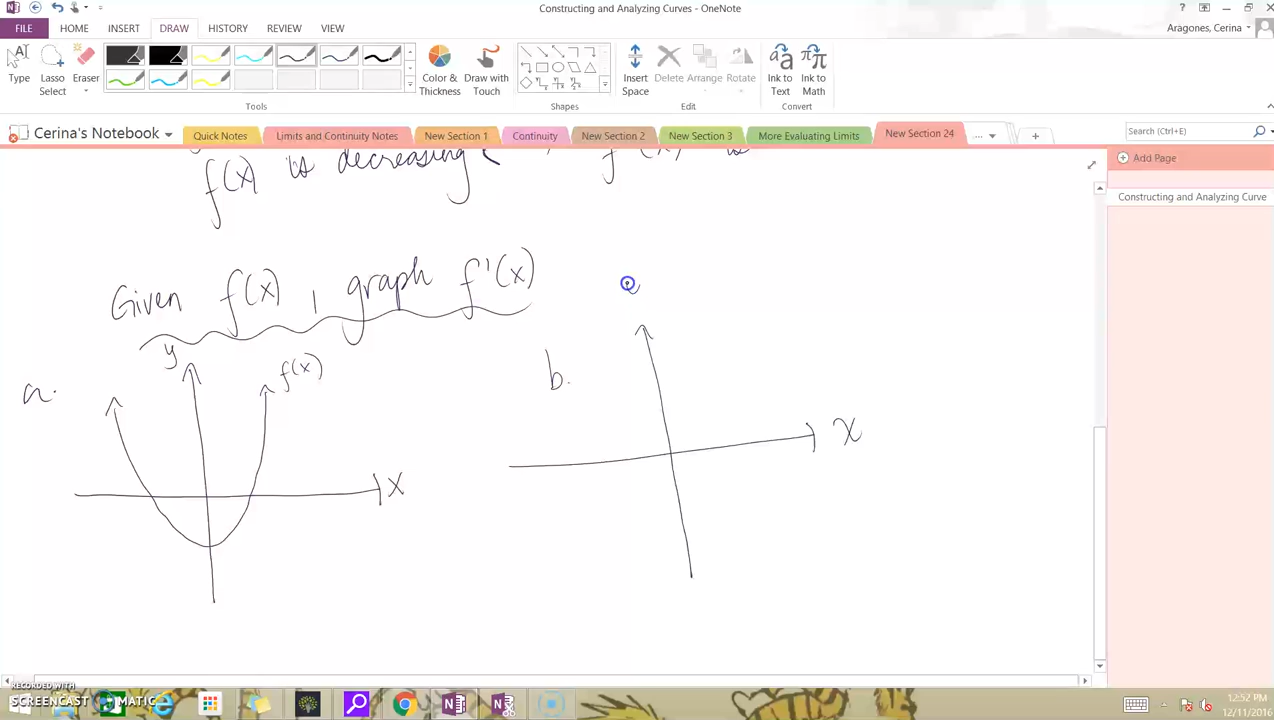 Constructing and Analyzing Curves - OneNote
?
FILE HOME INSERT DRAW HISTORY REVIEW VIEW
Aragones, Cerina
Type
Lasso Select
Eraser
Color & Thickness
Draw with Touch
Insert Space
Delete
Arrange
Rotate
Ink to Text
Ink to Math
Tools
Shapes
Edit
Convert
Cerina's Notebook
Quick Notes
Limits and Continuity Notes
New Section 1
Continuity
New Section 2
New Section 3
More Evaluating Limits
New Section 24
...
Search (Ctrl+E)
Add Page
Constructing and Analyzing Curve
f(x) is decreasing ( , f (x) is
Given f(x), graph f'(x)
a.
y
f(x)
x
b.
x
RECORDED WITH
SCREENCAST MATIC
12:52 PM
12/11/2016